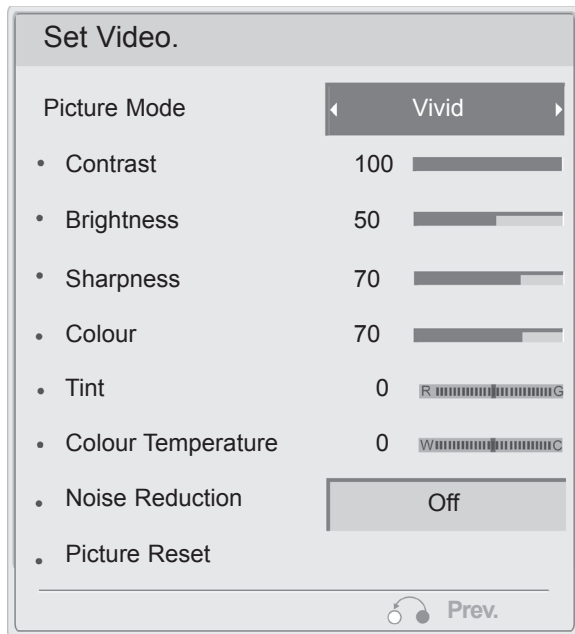 Set Video.
Picture Mode Vivid
• Contrast 100
• Brightness 50
• Sharpness 70
• Colour 70
• Tint 0 R G
• Colour Temperature 0 W C
• Noise Reduction Off
• Picture Reset
Prev.